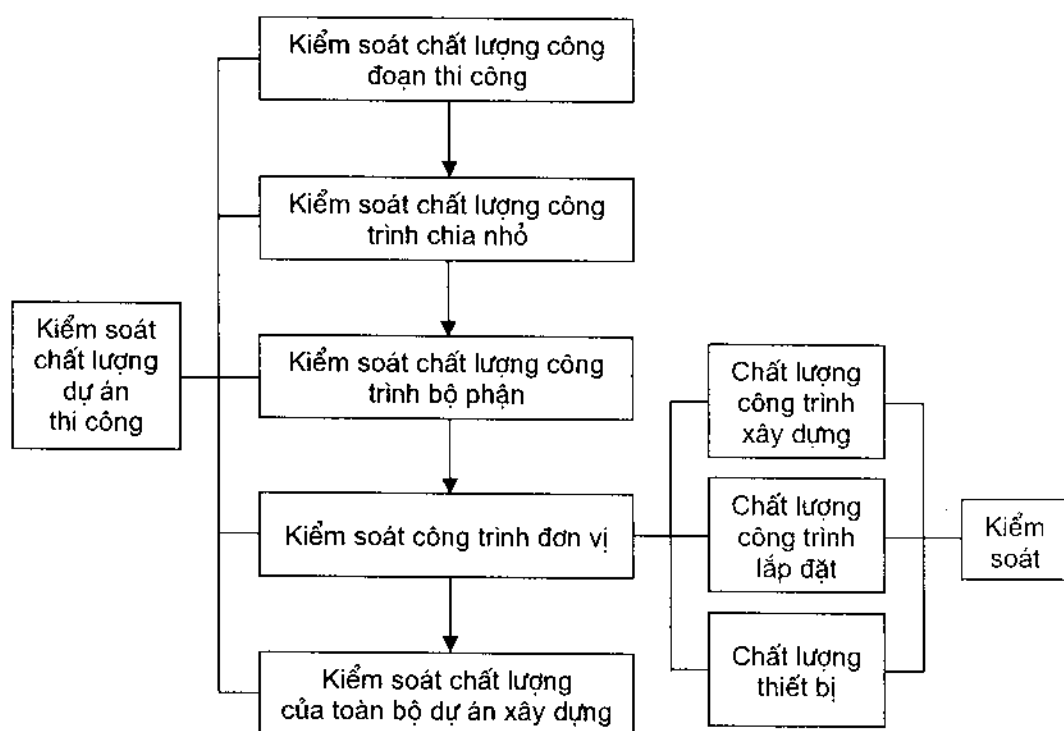 Kiểm soát chất lượng công
đoạn thi công
Kiểm soát chất lượng công
trình chia nhỏ
Kiểm soát
chất lượng
dự án
thi công
Kiểm soát chất lượng công
trình bộ phận
Chất lượng
công trình
xây dựng
Kiểm soát công trình đơn vị
Chất lượng
công trình
lắp đặt
Kiểm
soát
Kiểm soát chất lượng
của toàn bộ dự án xây dựng
Chất lượng
thiết bị